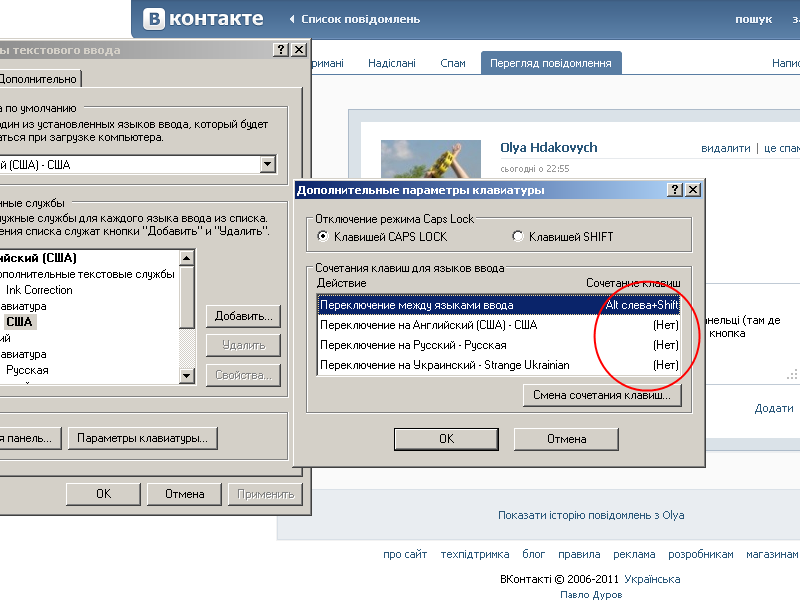 В контакте
Список повідомлень
пошук
ы текстового ввода
римані
Надіслані
Спам
Перегляд повідомлення
Напис
Дополнительно
а по умолчанию
один из установленных языков ввода, который будет
аться при загрузке компьютера.
й (США) - США
Olya Hdakovych
видалити | це спам
сьогодні о 22:55
нные службы
ужные службы для каждого языка ввода из списка.
ения списка служат кнопки "Добавить" и "Удалить".
йский (США)
ополнительные текстовые службы
Ink Correction
авиатура
США
ий
авиатура
Русская
Добавить...
Удалить
Свойства...
я панель...
Параметры клавиатуры...
OK
Отмена
Применить
Дополнительные параметры клавиатуры
Отключение режима Caps Lock
Клавишей CAPS LOCK
Клавишей SHIFT
Сочетания клавиш для языков ввода
Действие
Сочетание клавиш
Переключение между языками ввода
Alt слева+Shift
Переключение на Английский (США) - США
(Нет)
Переключение на Русский - Русская
(Нет)
Переключение на Украинский - Strange Ukrainian
(Нет)
Смена сочетания клавиш...
OK
Отмена
анельці (там де
кнопка
Додати
Показати історію повідомлень з Olya
про сайт техпідтримка блог правила реклама розробникам магазинам
ВКонтакті © 2006-2011 Українська
Павло Дуров